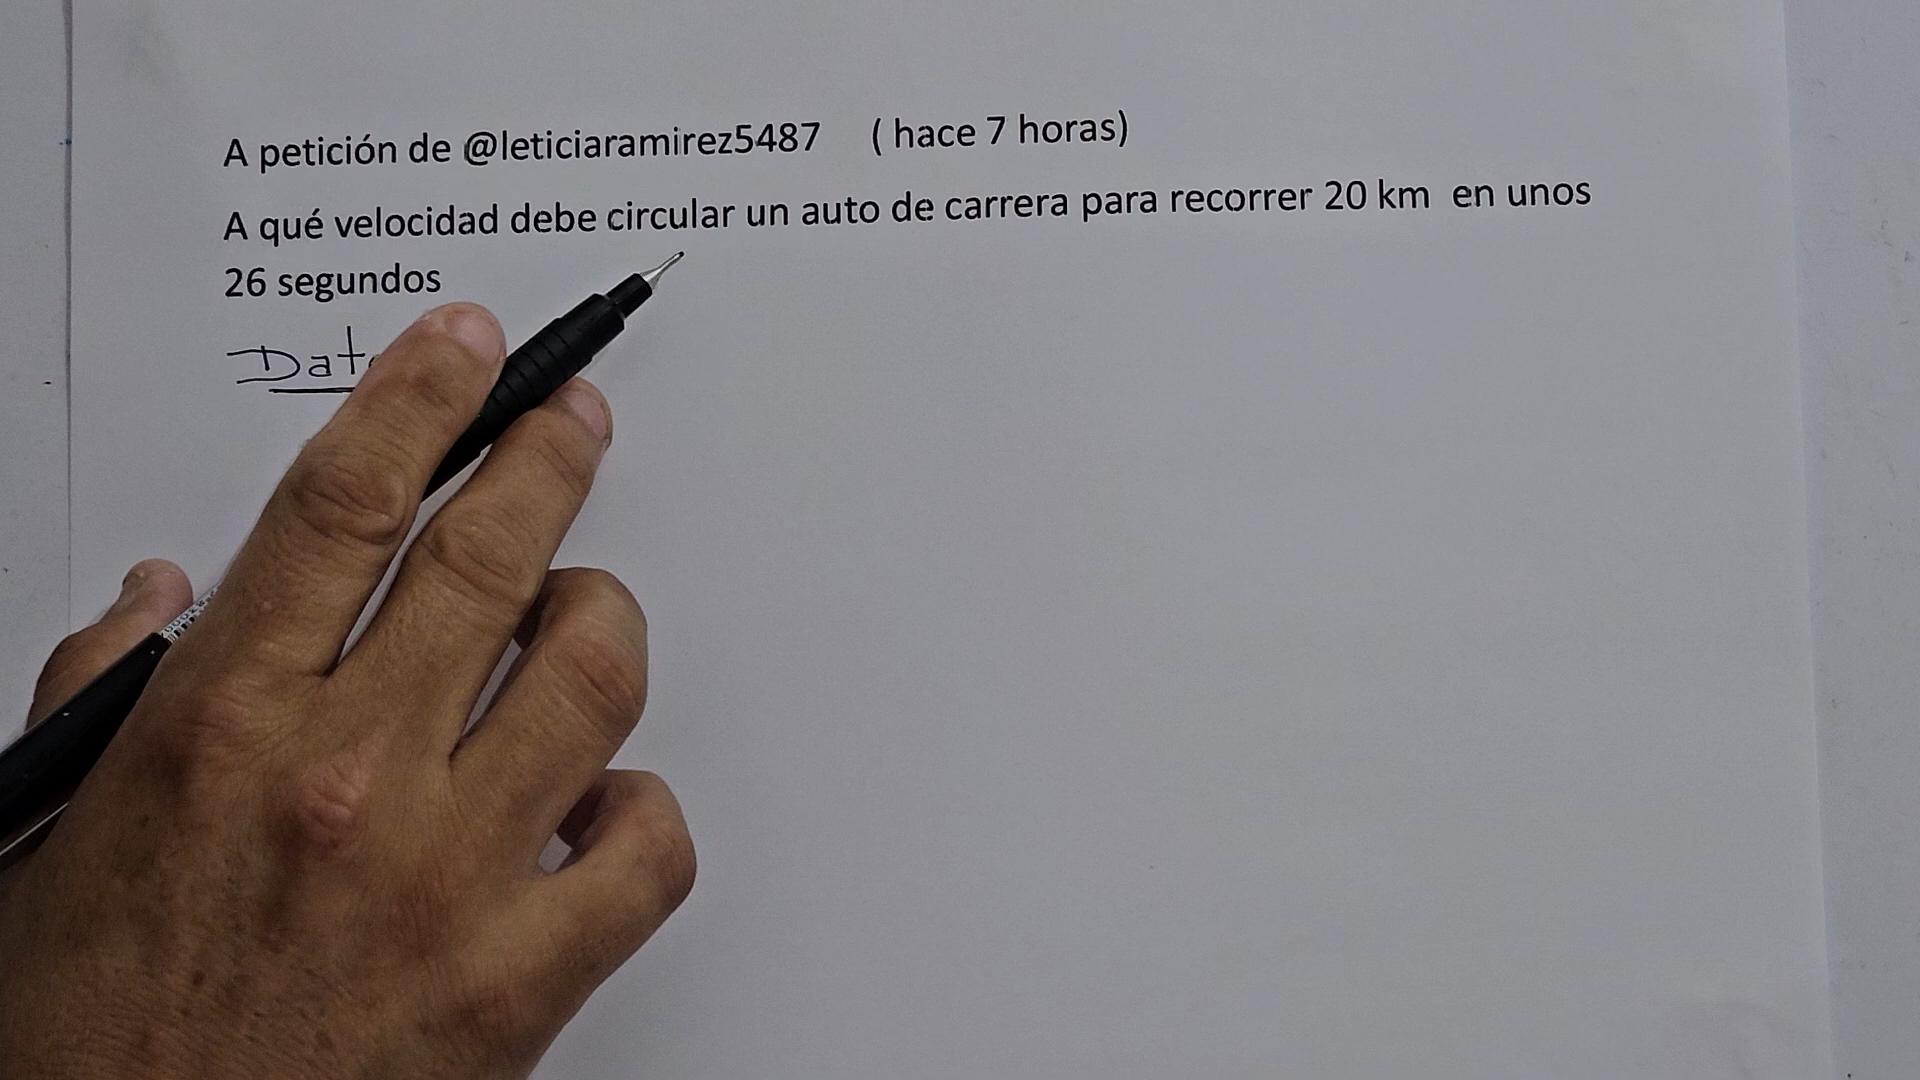 A petición de @leticiaramirez5487 ( hace 7 horas)
A qué velocidad debe circular un auto de carrera para recorrer 20 km en unos
26 segundos